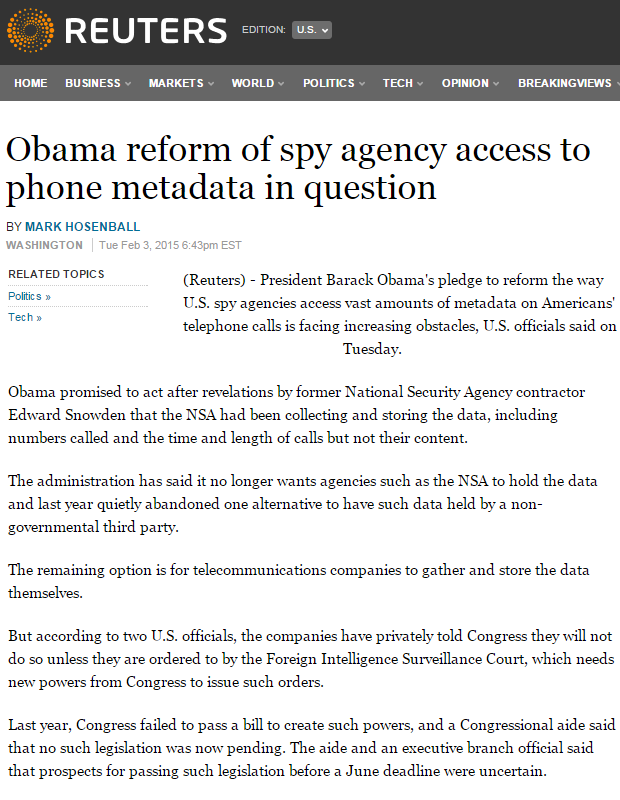 REUTERS EDITION: U.S.
HOME BUSINESS MARKETS WORLD POLITICS TECH OPINION BREAKINGVIEWS
Obama reform of spy agency access to
phone metadata in question
BY MARK HOSENBALL
WASHINGTON Tue Feb 3, 2015 6:43pm EST
RELATED TOPICS
Politics »
Tech »
(Reuters) - President Barack Obama's pledge to reform the way
U.S. spy agencies access vast amounts of metadata on Americans'
telephone calls is facing increasing obstacles, U.S. officials said on
Tuesday.
Obama promised to act after revelations by former National Security Agency contractor
Edward Snowden that the NSA had been collecting and storing the data, including
numbers called and the time and length of calls but not their content.
The administration has said it no longer wants agencies such as the NSA to hold the data
and last year quietly abandoned one alternative to have such data held by a non-
governmental third party.
The remaining option is for telecommunications companies to gather and store the data
themselves.
But according to two U.S. officials, the companies have privately told Congress they will not
do so unless they are ordered to by the Foreign Intelligence Surveillance Court, which needs
new powers from Congress to issue such orders.
Last year, Congress failed to pass a bill to create such powers, and a Congressional aide said
that no such legislation was now pending. The aide and an executive branch official said
that prospects for passing such legislation before a June deadline were uncertain.